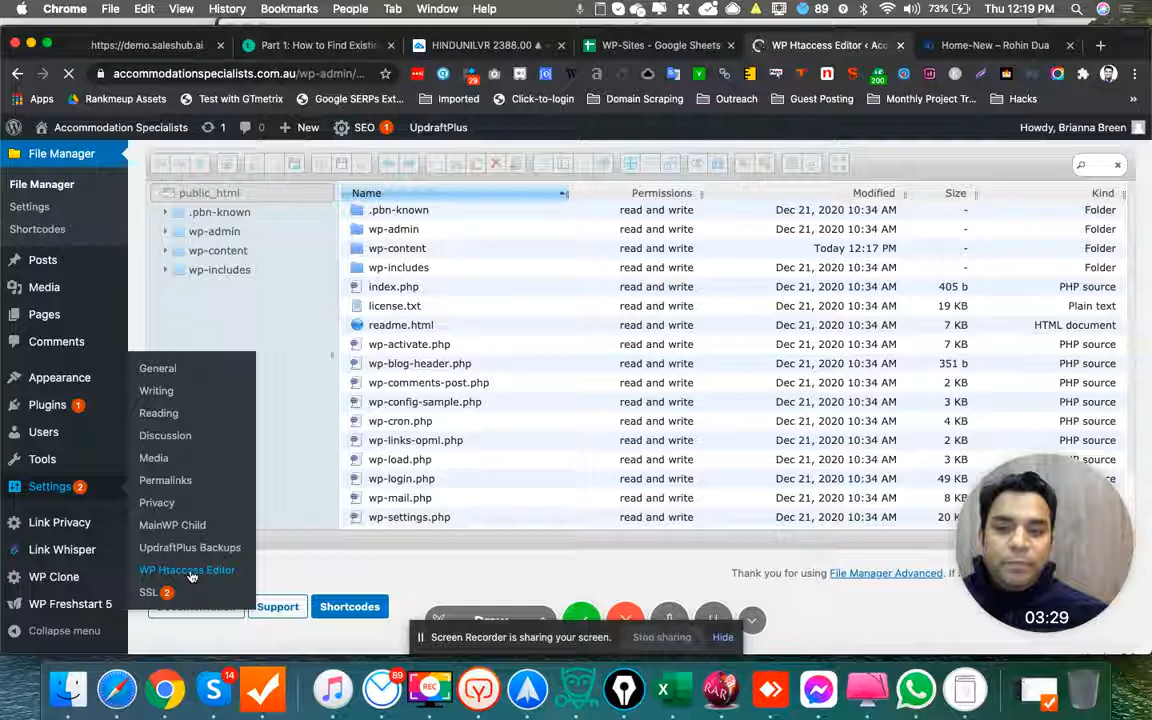 Chrome File Edit View History Bookmarks People Tab Window Help 89 73% Thu 12:19 PM
https://demo.saleshub.ai
Part 1: How to Find Existin
HINDUNILVR 2388.00
WP-Sites - Google Sheets
WP Htaccess Editor ‹ Acc
Home-New – Rohin Dua
accommodationspecialists.com.au/wp-admin/...
29
200
Apps
Rankmeup Assets
Test with GTmetrix
Google SERPs Ext...
Imported
Click-to-login
Domain Scraping
Outreach
Guest Posting
Monthly Project Tr...
Hacks
Accommodation Specialists 1 0 New SEO 1 UpdraftPlus Howdy, Brianna Breen
File Manager
File Manager
Settings
Shortcodes
Posts
Media
Pages
Comments
Appearance
Plugins 1
Users
Tools
Settings 2
Link Privacy
Link Whisper
WP Clone
WP Freshstart 5
Collapse menu
General
Writing
Reading
Discussion
Media
Permalinks
Privacy
MainWP Child
UpdraftPlus Backups
WP Htaccess Editor
SSL 2
public_html
.pbn-known
wp-admin
wp-content
wp-includes
Name Permissions Modified Size Kind
.pbn-known read and write Dec 21, 2020 10:34 AM - Folder
wp-admin read and write Dec 21, 2020 10:34 AM - Folder
wp-content read and write Today 12:17 PM - Folder
wp-includes read and write Dec 21, 2020 10:34 AM - Folder
index.php read and write Dec 21, 2020 10:34 AM 405 b PHP source
license.txt read and write Dec 21, 2020 10:34 AM 19 KB Plain text
readme.html read and write Dec 21, 2020 10:34 AM 7 KB HTML document
wp-activate.php read and write Dec 21, 2020 10:34 AM 7 KB PHP source
wp-blog-header.php read and write Dec 21, 2020 10:34 AM 351 b PHP source
wp-comments-post.php read and write Dec 21, 2020 10:34 AM 2 KB PHP source
wp-config-sample.php read and write Dec 21, 2020 10:34 AM 3 KB PHP source
wp-cron.php read and write Dec 21, 2020 10:34 AM 4 KB PHP source
wp-links-opml.php read and write Dec 21, 2020 10:34 AM 2 KB PHP source
wp-load.php read and write Dec 21, 2020 10:34 AM 3 KB PHP source
wp-login.php read and write Dec 21, 2020 10:34 AM 49 KB PHP source
wp-mail.php read and write Dec 21, 2020 10:34 AM 8 KB
wp-settings.php read and write Dec 21, 2020 10:34 AM 20
Thank you for using File Manager Advanced. If
Support
Shortcodes
03:29
Screen Recorder is sharing your screen. Stop sharing Hide
14
89
REC
RAR